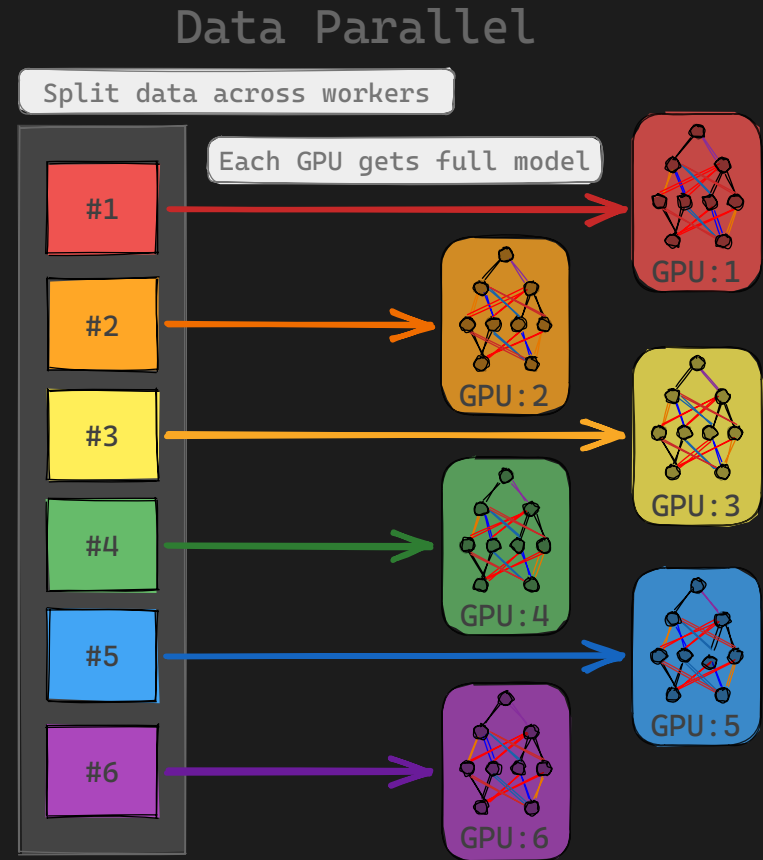 Data Parallel
Split data across workers
Each GPU gets full model
#1
GPU:1
#2
GPU:2
#3
GPU:3
#4
GPU:4
#5
GPU:5
#6
GPU:6